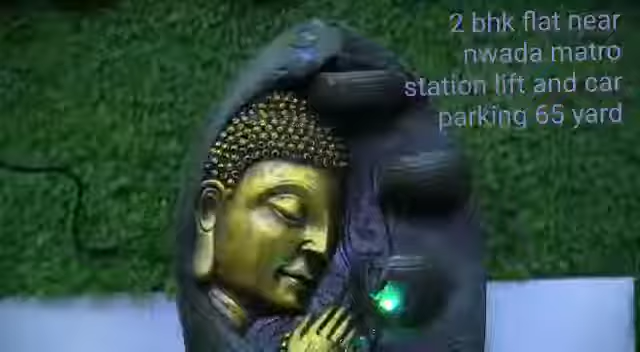 2 bhk flat near
nwada matro
station lift and car
parking 65 yard